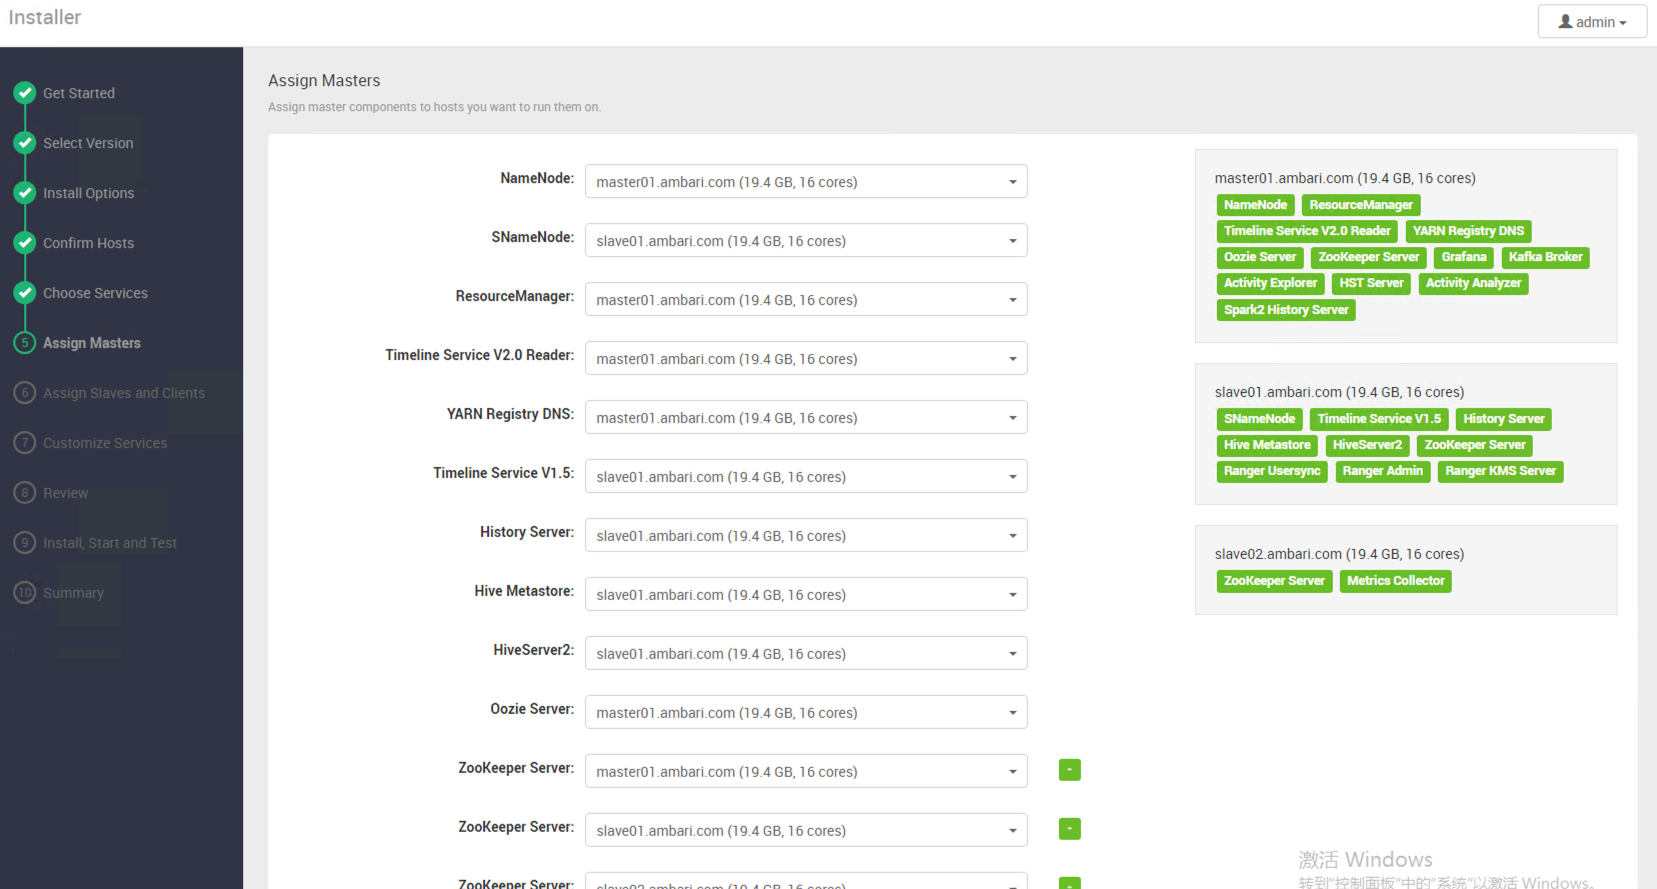 Installer
admin
Get Started
Select Version
Install Options
Confirm Hosts
Choose Services
5 Assign Masters
6 Assign Slaves and Clients
7 Customize Services
8 Review
9 Install, Start and Test
10 Summary
Assign Masters
Assign master components to hosts you want to run them on.
NameNode: master01.ambari.com (19.4 GB, 16 cores)
SNameNode: slave01.ambari.com (19.4 GB, 16 cores)
ResourceManager: master01.ambari.com (19.4 GB, 16 cores)
Timeline Service V2.0 Reader: master01.ambari.com (19.4 GB, 16 cores)
YARN Registry DNS: master01.ambari.com (19.4 GB, 16 cores)
Timeline Service V1.5: slave01.ambari.com (19.4 GB, 16 cores)
History Server: slave01.ambari.com (19.4 GB, 16 cores)
Hive Metastore: slave01.ambari.com (19.4 GB, 16 cores)
HiveServer2: slave01.ambari.com (19.4 GB, 16 cores)
Oozie Server: master01.ambari.com (19.4 GB, 16 cores)
ZooKeeper Server: master01.ambari.com (19.4 GB, 16 cores) -
ZooKeeper Server: slave01.ambari.com (19.4 GB, 16 cores) -
ZooKeeper Server: slave02.ambari.com (19.4 GB, 16 cores) -
master01.ambari.com (19.4 GB, 16 cores)
NameNode ResourceManager
Timeline Service V2.0 Reader YARN Registry DNS
Oozie Server ZooKeeper Server Grafana Kafka Broker
Activity Explorer HST Server Activity Analyzer
Spark2 History Server
slave01.ambari.com (19.4 GB, 16 cores)
SNameNode Timeline Service V1.5 History Server
Hive Metastore HiveServer2 ZooKeeper Server
Ranger Usersync Ranger Admin Ranger KMS Server
slave02.ambari.com (19.4 GB, 16 cores)
ZooKeeper Server Metrics Collector
激活 Windows
转到"控制面板"中的"系统"以激活 Windows。